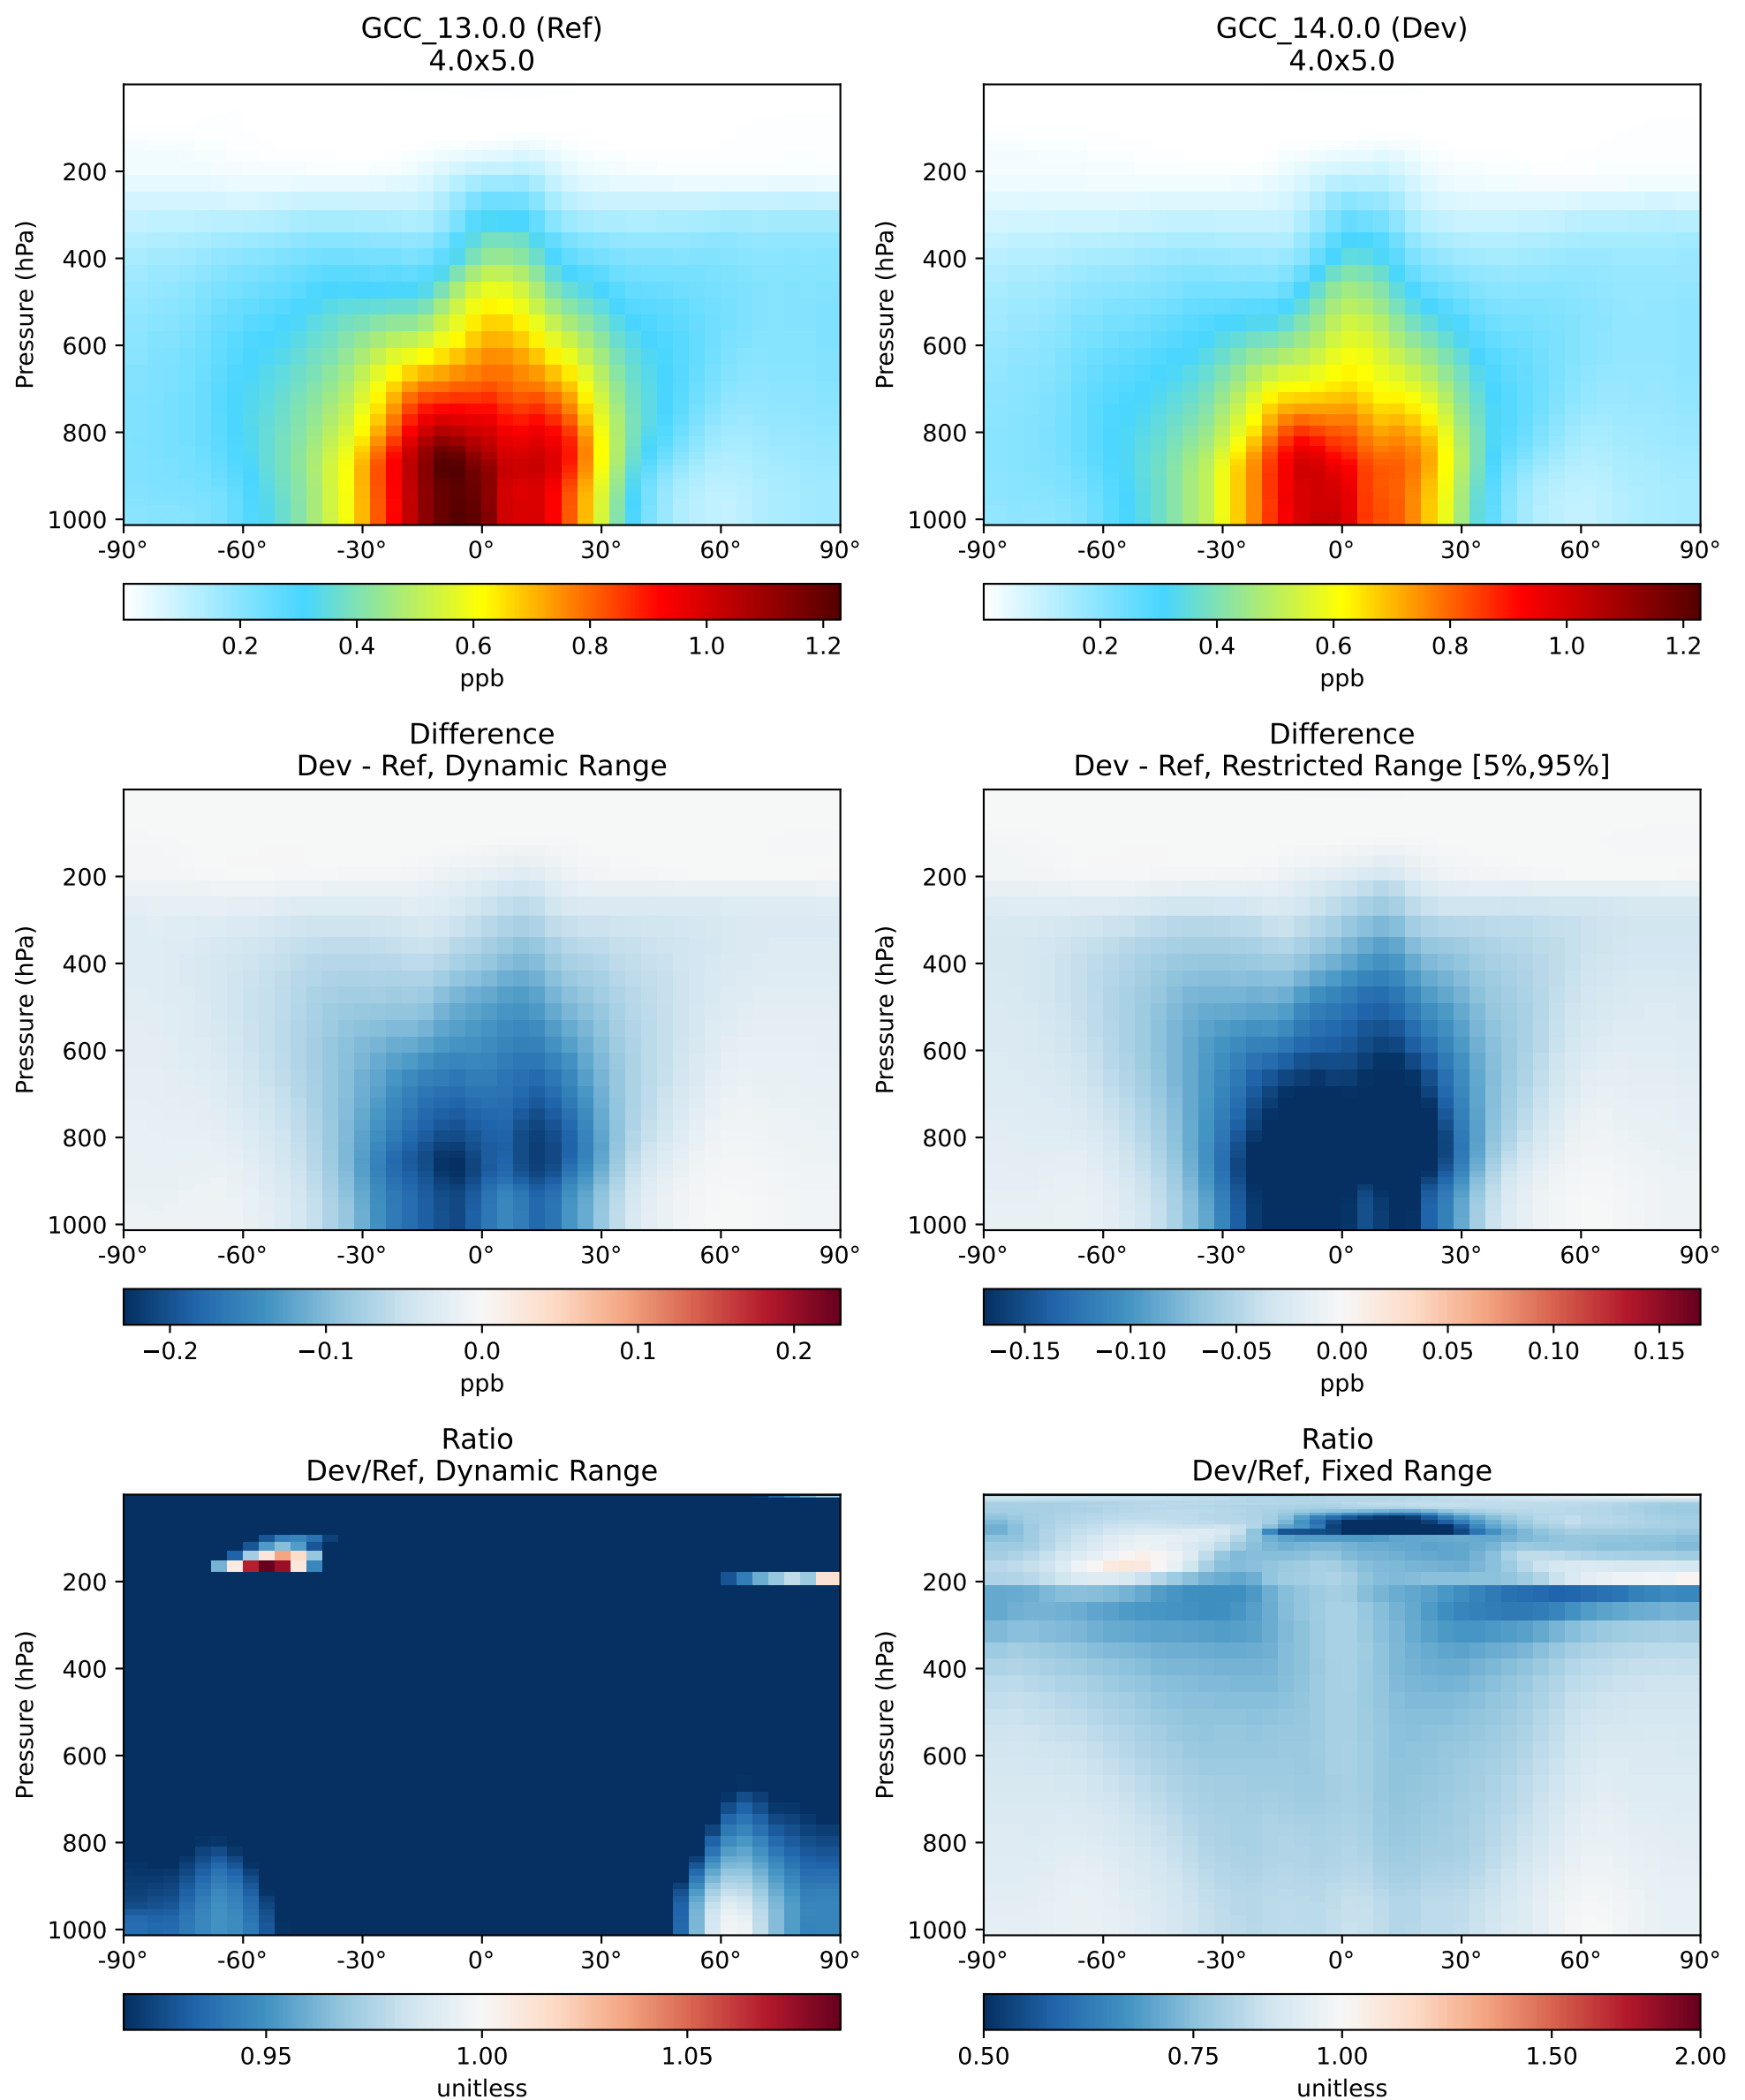 GCC_13.0.0 (Ref)
4.0x5.0
Pressure (hPa)
200
400
600
800
1000
-90° -60° -30° 0° 30° 60° 90°
0.2 0.4 0.6 0.8 1.0 1.2
ppb
GCC_14.0.0 (Dev)
4.0x5.0
Pressure (hPa)
200
400
600
800
1000
-90° -60° -30° 0° 30° 60° 90°
0.2 0.4 0.6 0.8 1.0 1.2
ppb
Difference
Dev - Ref, Dynamic Range
Pressure (hPa)
200
400
600
800
1000
-90° -60° -30° 0° 30° 60° 90°
−0.2 −0.1 0.0 0.1 0.2
ppb
Difference
Dev - Ref, Restricted Range [5%,95%]
Pressure (hPa)
200
400
600
800
1000
-90° -60° -30° 0° 30° 60° 90°
−0.15 −0.10 −0.05 0.00 0.05 0.10 0.15
ppb
Ratio
Dev/Ref, Dynamic Range
Pressure (hPa)
200
400
600
800
1000
-90° -60° -30° 0° 30° 60° 90°
0.95 1.00 1.05
unitless
Ratio
Dev/Ref, Fixed Range
Pressure (hPa)
200
400
600
800
1000
-90° -60° -30° 0° 30° 60° 90°
0.50 0.75 1.00 1.50 2.00
unitless